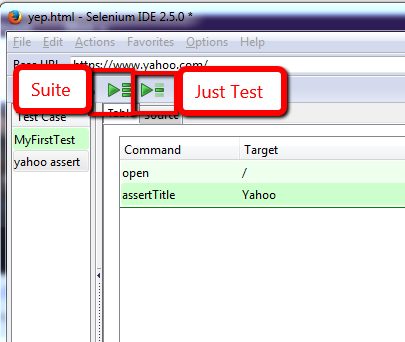 yep.html - Selenium IDE 2.5.0 *
File Edit Actions Favorites Options Help
Base URL https://www.yahoo.com/
Suite
Just Test
Test Case
Table Source
MyFirstTest
yahoo assert
Command Target
open /
assertTitle Yahoo